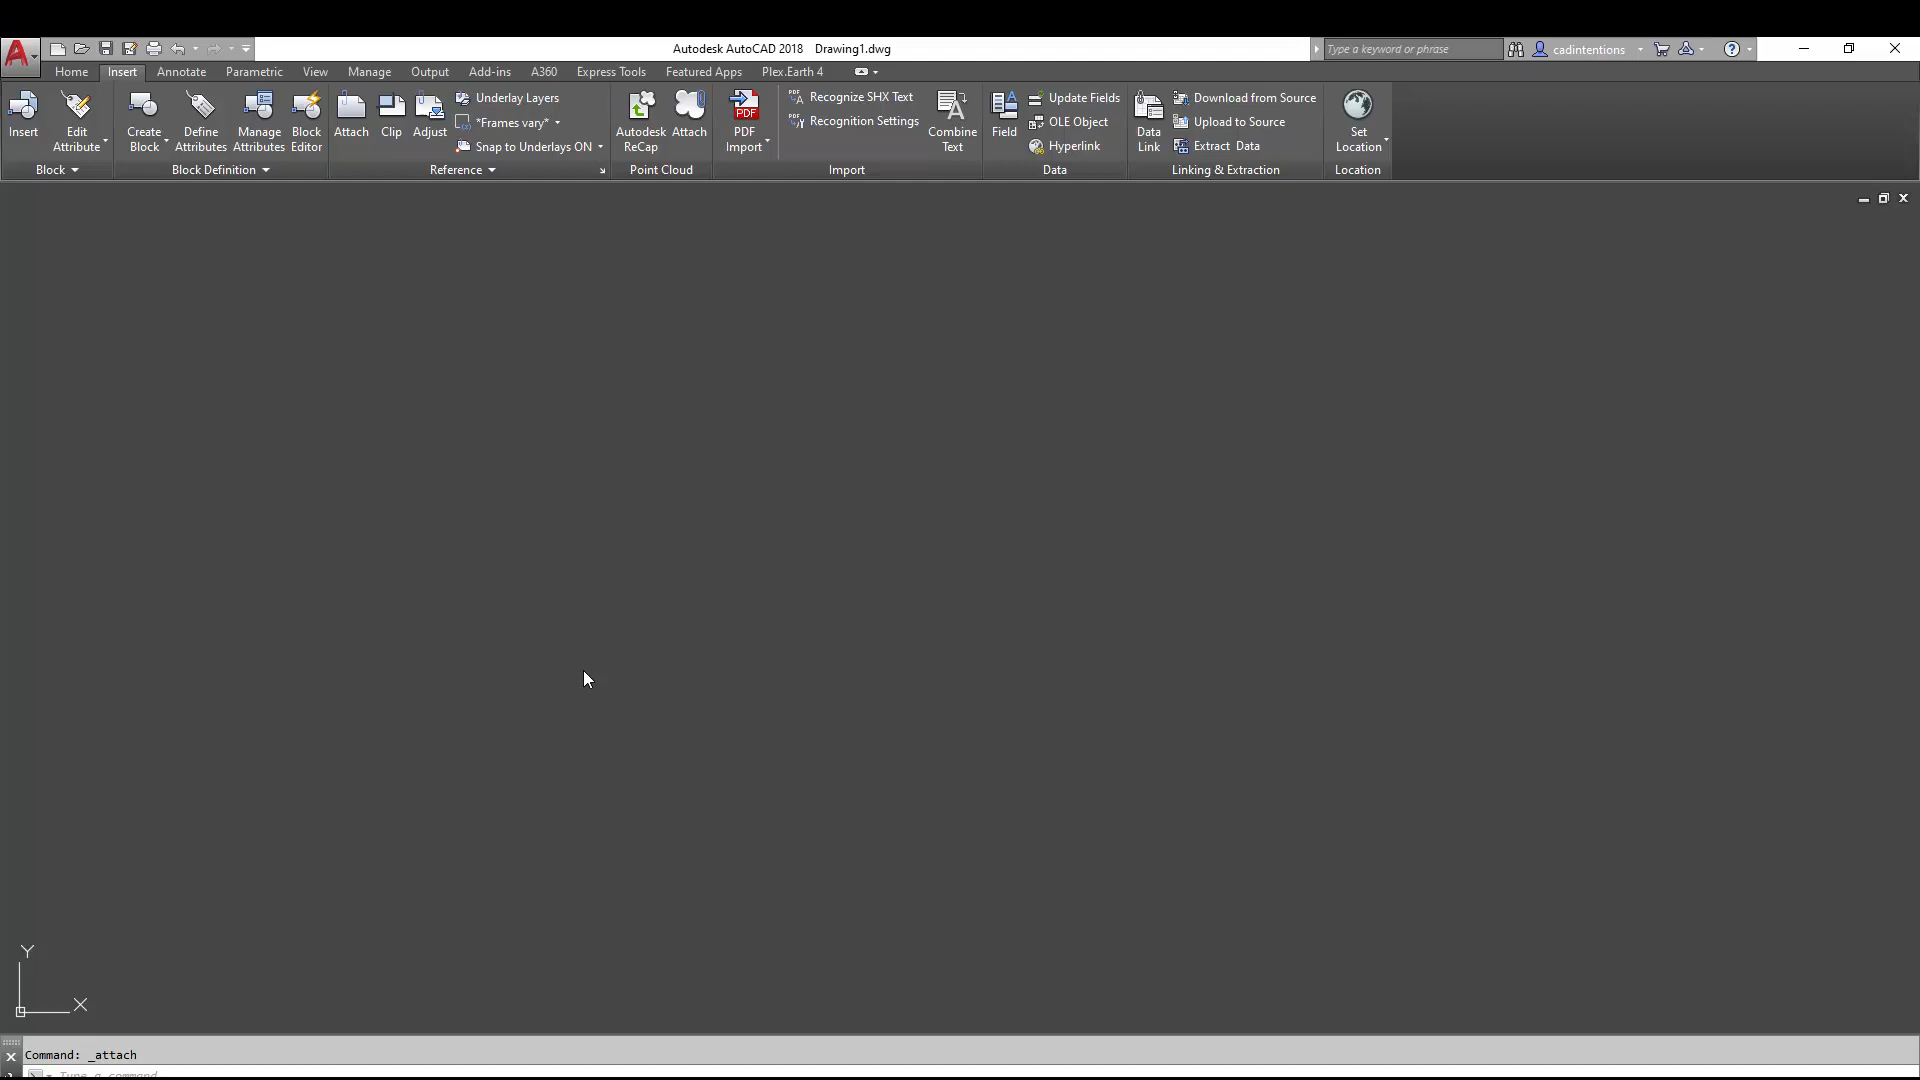 Autodesk AutoCAD 2018 Drawing1.dwg
Type a keyword or phrase
cadintentions
Home Insert Annotate Parametric View Manage Output Add-ins A360 Express Tools Featured Apps Plex.Earth 4
Insert
Edit
Attribute
Block
Create
Block
Define
Attributes
Manage
Attributes
Block
Editor
Block Definition
Attach
Clip
Adjust
Underlay Layers
*Frames vary*
Snap to Underlays ON
Reference
Autodesk
ReCap
Attach
Point Cloud
PDF
PDF
Import
Recognize SHX Text
Recognition Settings
Combine
Text
Import
Field
Update Fields
OLE Object
Hyperlink
Data
Data
Link
Download from Source
Upload to Source
Extract Data
Linking & Extraction
Set
Location
Location
Y
X
Command: _attach
Type a command